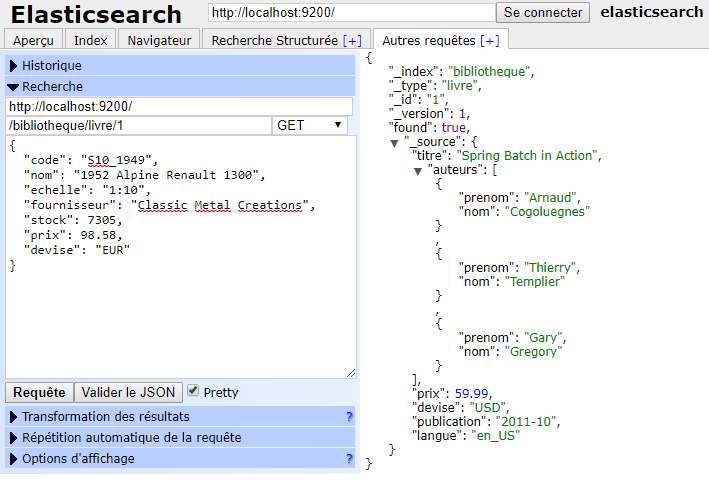 Elasticsearch
http://localhost:9200/
Se connecter
elasticsearch
Aperçu
Index
Navigateur
Recherche Structurée [+]
Autres requêtes [+]
Historique
Recherche
http://localhost:9200/
/bibliotheque/livre/1
GET
{
"code": "S10_1949",
"nom": "1952 Alpine Renault 1300",
"echelle": "1:10",
"fournisseur": "Classic Metal Creations",
"stock": 7305,
"prix": 98.58,
"devise": "EUR"
}
Requête
Valider le JSON
Pretty
Transformation des résultats ?
Répétition automatique de la requête
Options d'affichage ?
{
"_index": "bibliotheque",
"_type": "livre",
"_id": "1",
"_version": 1,
"found": true,
"_source": {
"titre": "Spring Batch in Action",
"auteurs": [
{
"prenom": "Arnaud",
"nom": "Cogoluegnes"
}
,
{
"prenom": "Thierry",
"nom": "Templier"
}
,
{
"prenom": "Gary",
"nom": "Gregory"
}
],
"prix": 59.99,
"devise": "USD",
"publication": "2011-10",
"langue": "en_US"
}
}